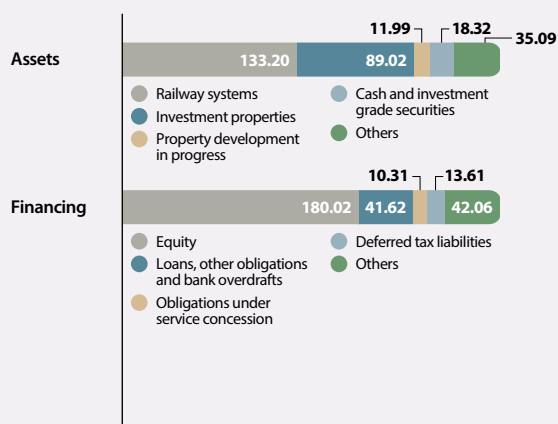 11.99
18.32
35.09
Assets
133.20
89.02
Railway systems
Investment properties
Property development
in progress
Cash and investment
grade securities
Others
10.31
13.61
Financing
180.02
41.62
42.06
Equity
Loans, other obligations
and bank overdrafts
Obligations under
service concession
Deferred tax liabilities
Others